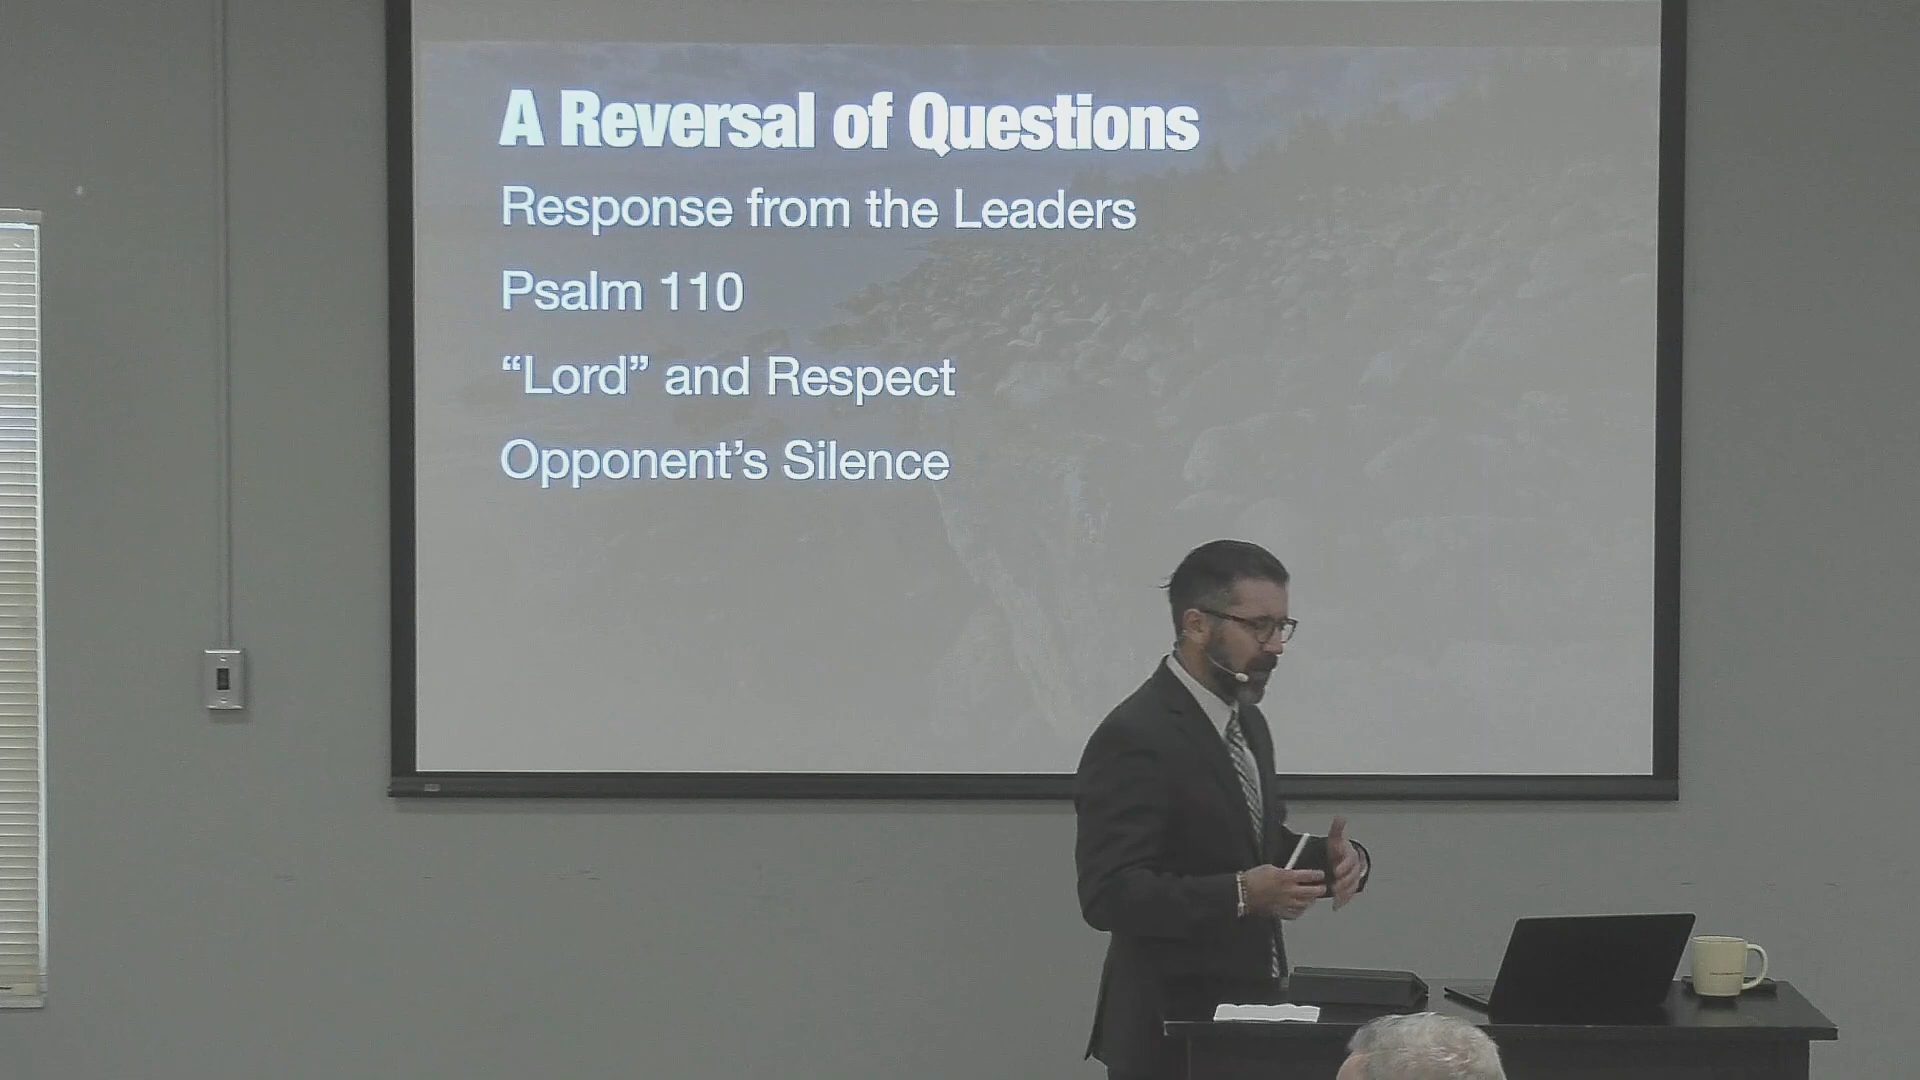 A Reversal of Questions
Response from the Leaders
Psalm 110
“Lord” and Respect
Opponent’s Silence